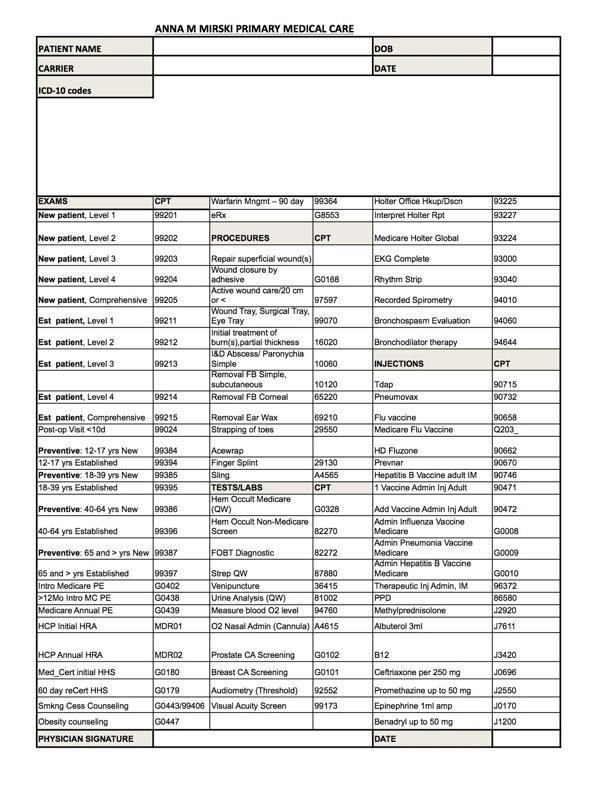 ANNA M MIRSKI PRIMARY MEDICAL CARE
PATIENT NAME DOB
CARRIER DATE
ICD-10 codes
EXAMS CPT Warfarin Mngmt – 90 day 99364 Holter Office Hkup/Dscn 93225
New patient, Level 1 99201 eRx G8553 Interpret Holter Rpt 93227
New patient, Level 2 99202 PROCEDURES CPT Medicare Holter Global 93224
New patient, Level 3 99203 Repair superficial wound(s) EKG Complete 93000
Wound closure by
New patient, Level 4 99204 adhesive G0168 Rhythm Strip 93040
Active wound care/20 cm
New patient, Comprehensive 99205 or < 97597 Recorded Spirometry 94010
Wound Tray, Surgical Tray,
Est patient, Level 1 99211 Eye Tray 99070 Bronchospasm Evaluation 94060
Initial treatment of
Est patient, Level 2 99212 burn(s),partial thickness 16020 Bronchodilator therapy 94644
I&D Abscess/ Paronychia
Est patient, Level 3 99213 Simple 10060 INJECTIONS CPT
Removal FB Simple,
subcutaneous 10120 Tdap 90715
Est patient, Level 4 99214 Removal FB Corneal 65220 Pneumovax 90732
Est patient, Comprehensive 99215 Removal Ear Wax 69210 Flu vaccine 90658
Post-op Visit <10d 99024 Strapping of toes 29550 Medicare Flu Vaccine Q203_
Preventive: 12-17 yrs New 99384 Acewrap HD Fluzone 90662
12-17 yrs Established 99394 Finger Splint 29130 Prevnar 90670
Preventive: 18-39 yrs New 99385 Sling A4565 Hepatitis B Vaccine adult IM 90746
18-39 yrs Established 99395 TESTS/LABS CPT 1 Vaccine Admin Inj Adult 90471
Hem Occult Medicare
Preventive: 40-64 yrs New 99386 (QW) G0328 Add Vaccine Admin Inj Adult 90472
Hem Occult Non-Medicare Admin Influenza Vaccine
40-64 yrs Established 99396 Screen 82270 Medicare G0008
Admin Pneumonia Vaccine
Preventive: 65 and > yrs New 99387 FOBT Diagnostic 82272 Medicare G0009
Admin Hepatitis B Vaccine
65 and > yrs Established 99397 Strep QW 87880 Medicare G0010
Intro Medicare PE G0402 Venipuncture 36415 Therapeutic Inj Admin, IM 96372
>12Mo Intro MC PE G0438 Urine Analysis (QW) 81002 PPD 86580
Medicare Annual PE G0439 Measure blood O2 level 94760 Methylprednisolone J2920
HCP Initial HRA MDR01 O2 Nasal Admin (Cannula) A4615 Albuterol 3ml J7611
HCP Annual HRA MDR02 Prostate CA Screening G0102 B12 J3420
Med_Cert initial HHS G0180 Breast CA Screening G0101 Ceftriaxone per 250 mg J0696
60 day reCert HHS G0179 Audiometry (Threshold) 92552 Promethazine up to 50 mg J2550
Smkng Cess Counseling G0443/99406 Visual Acuity Screen 99173 Epinephrine 1ml amp J0170
Obesity counseling G0447 Benadryl up to 50 mg J1200
PHYSICIAN SIGNATURE DATE